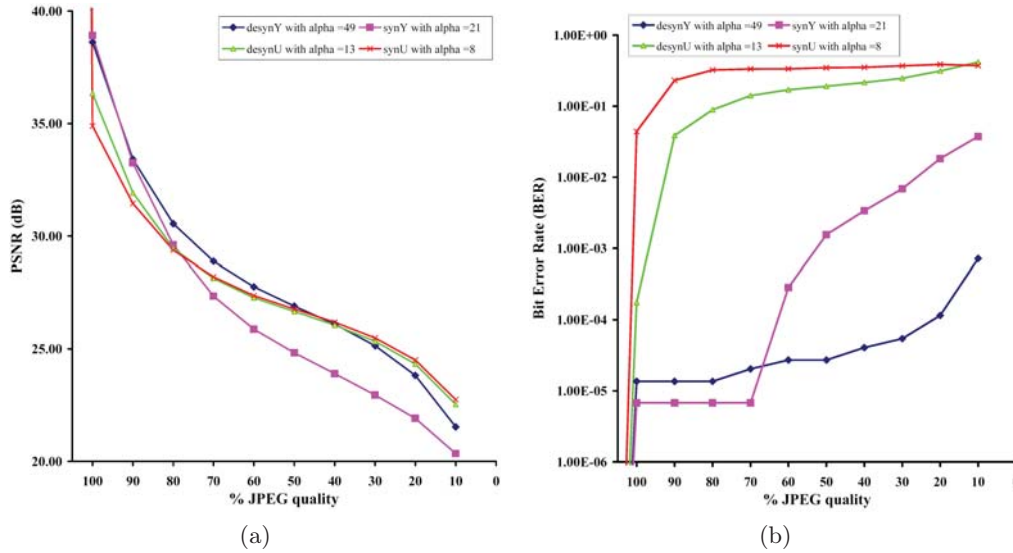 40.00
35.00
30.00
25.00
20.00
PSNR (dB)
desynY with alpha =49
synY with alpha =21
desynU with alpha =13
synU with alpha =8
100 90 80 70 60 50 40 30 20 10 0
% JPEG quality
(a)
1.00E+00
1.00E-01
1.00E-02
1.00E-03
1.00E-04
1.00E-05
1.00E-06
Bit Error Rate (BER)
desynY with alpha =49
synY with alpha =21
desynU with alpha =13
synU with alpha =8
100 90 80 70 60 50 40 30 20 10 0
% JPEG quality
(b)